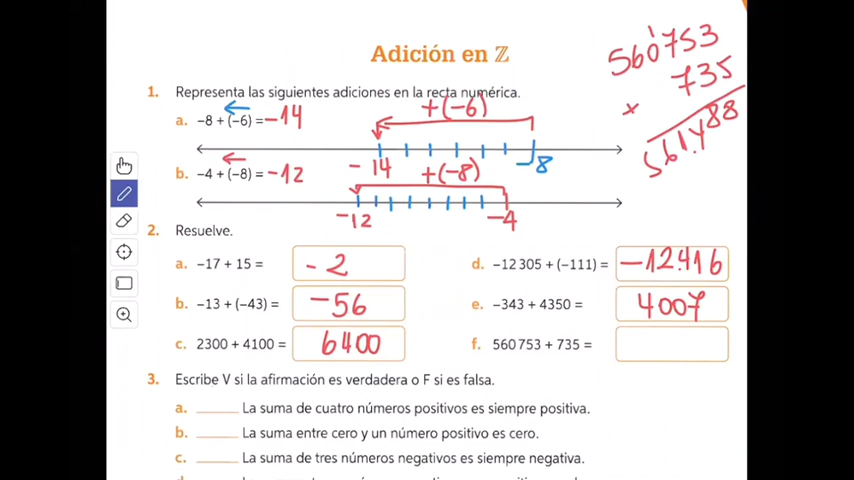 Adición en ℤ
1. Representa las siguientes adiciones en la recta numérica.
a. −8 + (−6) = −14
+(−6)
−14
−8
b. −4 + (−8) = −12
+(−8)
−12
−4
560753
1
735
×
561.488
2. Resuelve.
a. −17 + 15 = −2
b. −13 + (−43) = −56
c. 2300 + 4100 = 6400
d. −12 305 + (−111) = −12.416
e. −343 + 4350 = 4007
f. 560 753 + 735 =
3. Escribe V si la afirmación es verdadera o F si es falsa.
a. ______ La suma de cuatro números positivos es siempre positiva.
b. ______ La suma entre cero y un número positivo es cero.
c. ______ La suma de tres números negativos es siempre negativa.